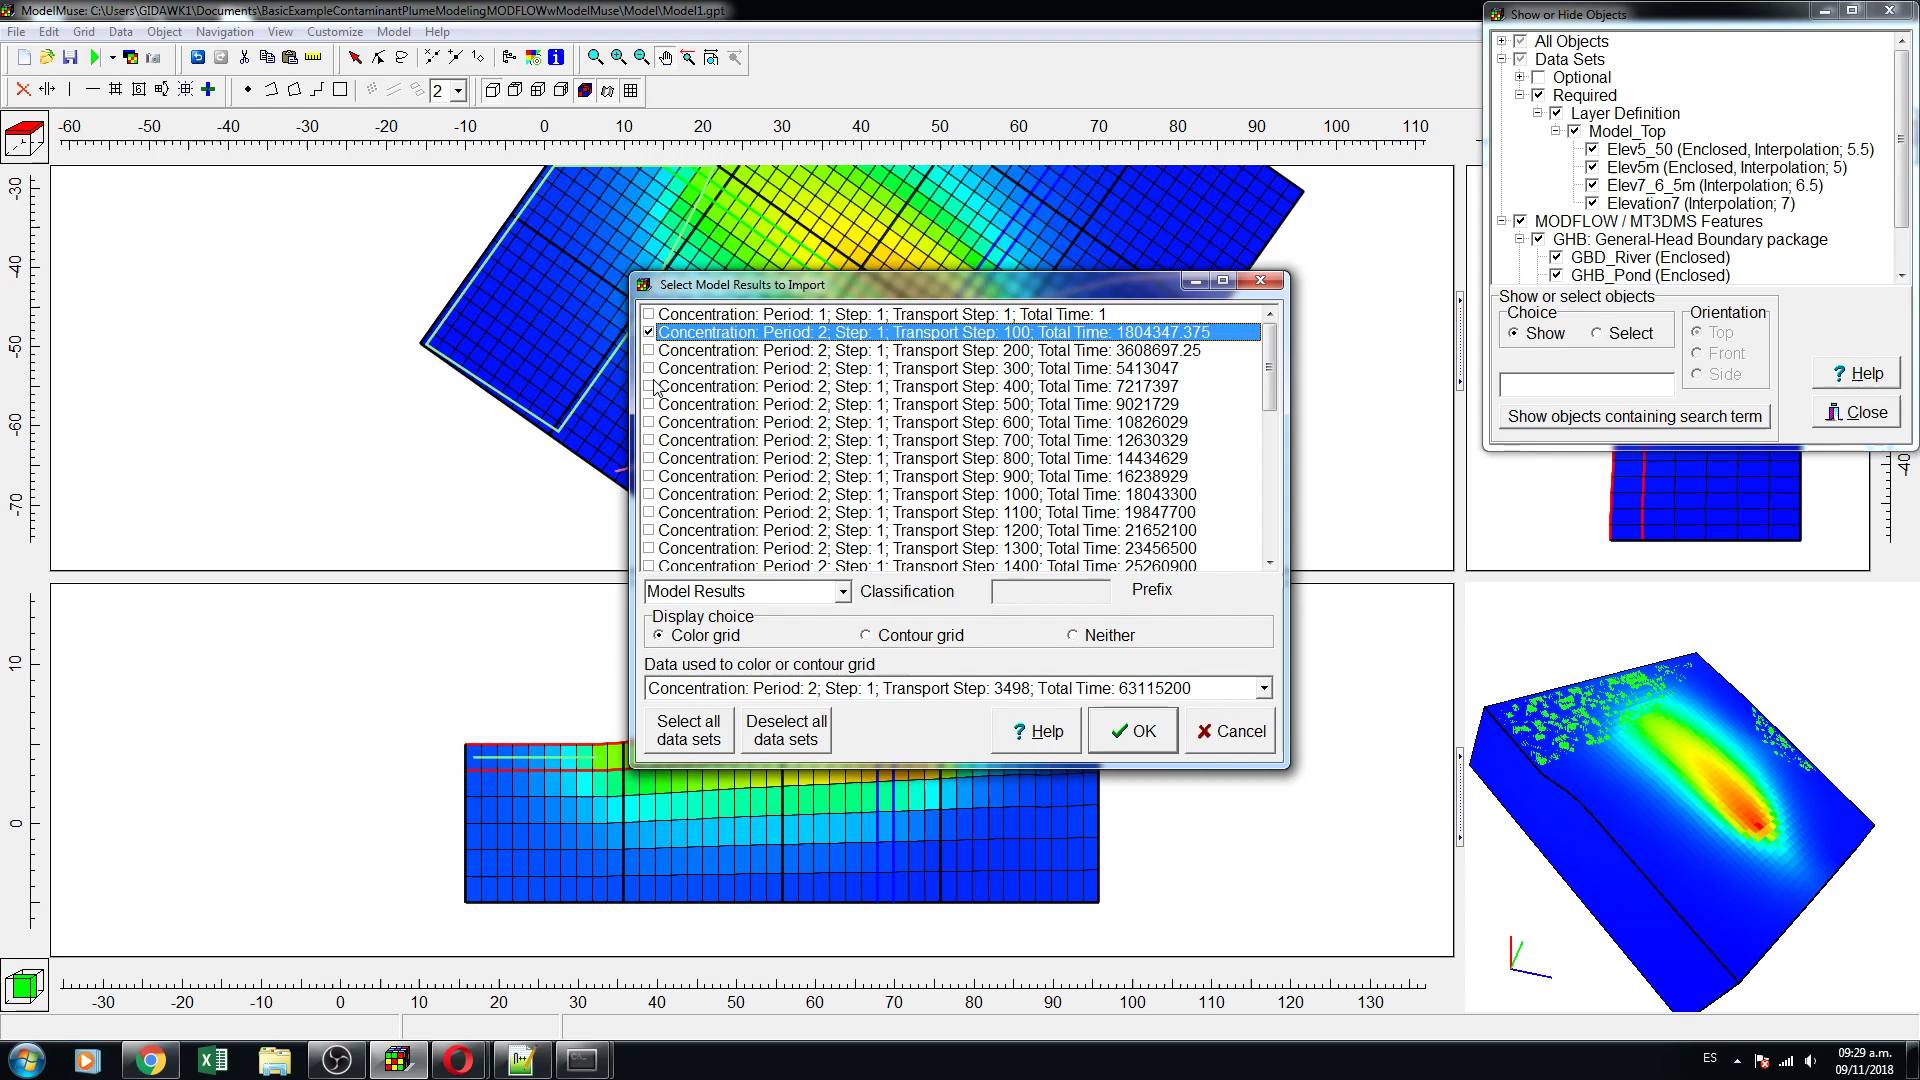 ModelMuse: C:\Users\GIDAWK1\Documents\BasicExampleContaminantPlumeModelingMODFLOWwModelMuse\Model\Model1.gpt
File Edit Grid Data Object Navigation View Customize Model Help
2
-60 -50 -40 -30 -20 -10 0 10 20 30 40 50 60 70 80 90 100 110
-30
-40
-50
-60
-70
Select Model Results to Import
Concentration: Period: 1; Step: 1; Transport Step: 1; Total Time: 1
Concentration: Period: 2; Step: 1; Transport Step: 100; Total Time: 1804347.375
Concentration: Period: 2; Step: 1; Transport Step: 200; Total Time: 3608697.25
Concentration: Period: 2; Step: 1; Transport Step: 300; Total Time: 5413047
Concentration: Period: 2; Step: 1; Transport Step: 400; Total Time: 7217397
Concentration: Period: 2; Step: 1; Transport Step: 500; Total Time: 9021729
Concentration: Period: 2; Step: 1; Transport Step: 600; Total Time: 10826029
Concentration: Period: 2; Step: 1; Transport Step: 700; Total Time: 12630329
Concentration: Period: 2; Step: 1; Transport Step: 800; Total Time: 14434629
Concentration: Period: 2; Step: 1; Transport Step: 900; Total Time: 16238929
Concentration: Period: 2; Step: 1; Transport Step: 1000; Total Time: 18043300
Concentration: Period: 2; Step: 1; Transport Step: 1100; Total Time: 19847700
Concentration: Period: 2; Step: 1; Transport Step: 1200; Total Time: 21652100
Concentration: Period: 2; Step: 1; Transport Step: 1300; Total Time: 23456500
Concentration: Period: 2; Step: 1; Transport Step: 1400; Total Time: 25260900
Model Results Classification Prefix
Display choice
Color grid Contour grid Neither
Data used to color or contour grid
Concentration: Period: 2; Step: 1; Transport Step: 3498; Total Time: 63115200
Select all data sets Deselect all data sets ? Help OK Cancel
Show or Hide Objects
All Objects
Data Sets
Optional
Required
Layer Definition
Model_Top
Elev5_50 (Enclosed, Interpolation; 5.5)
Elev5m (Enclosed, Interpolation; 5)
Elev7_6_5m (Interpolation; 6.5)
Elevation7 (Interpolation; 7)
MODFLOW / MT3DMS Features
GHB: General-Head Boundary package
GBD_River (Enclosed)
GHB_Pond (Enclosed)
Show or select objects
Choice
Show Select
Orientation
Top
Front
Side
? Help
Show objects containing search term
Close
-40
10
0
-30 -20 -10 0 10 20 30 40 50 60 70 80 90 100 110 120 130
ES
09:29 a.m.
09/11/2018